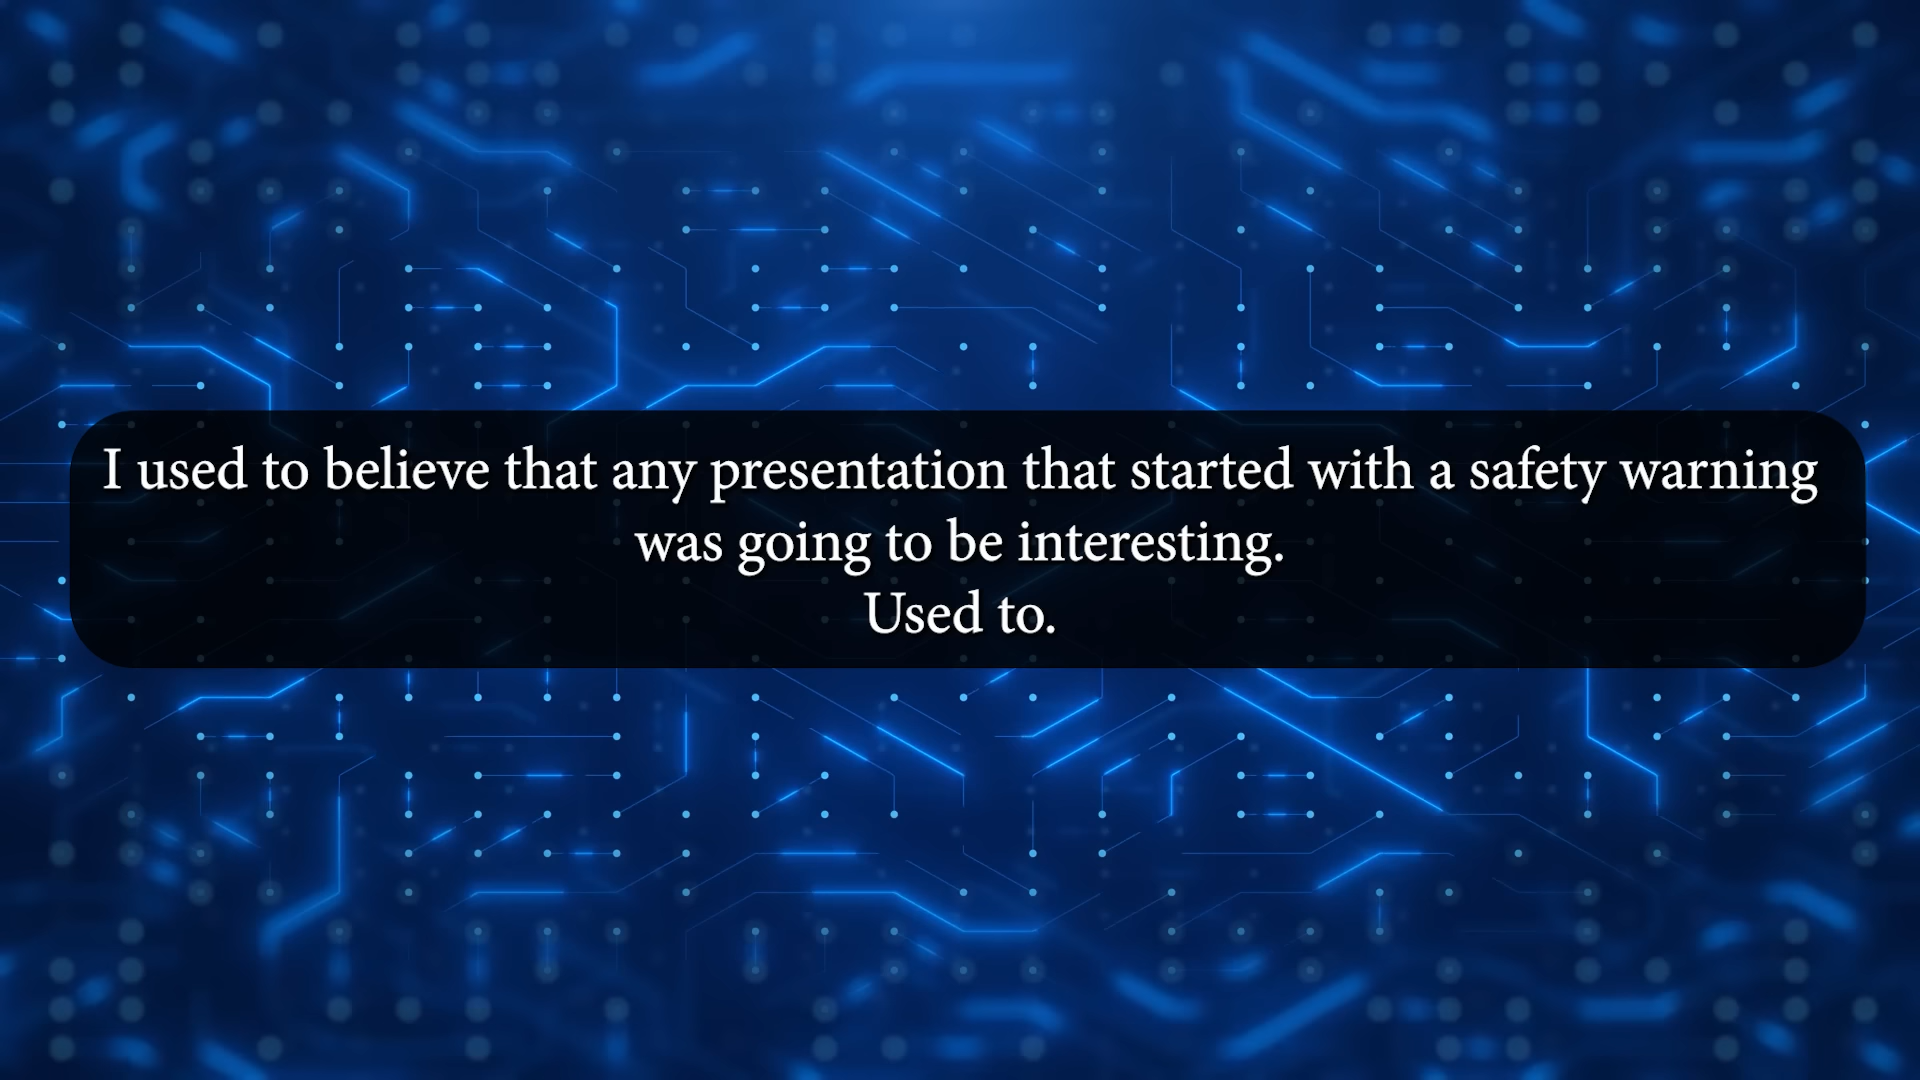 I used to believe that any presentation that started with a safety warning
was going to be interesting.
Used to.